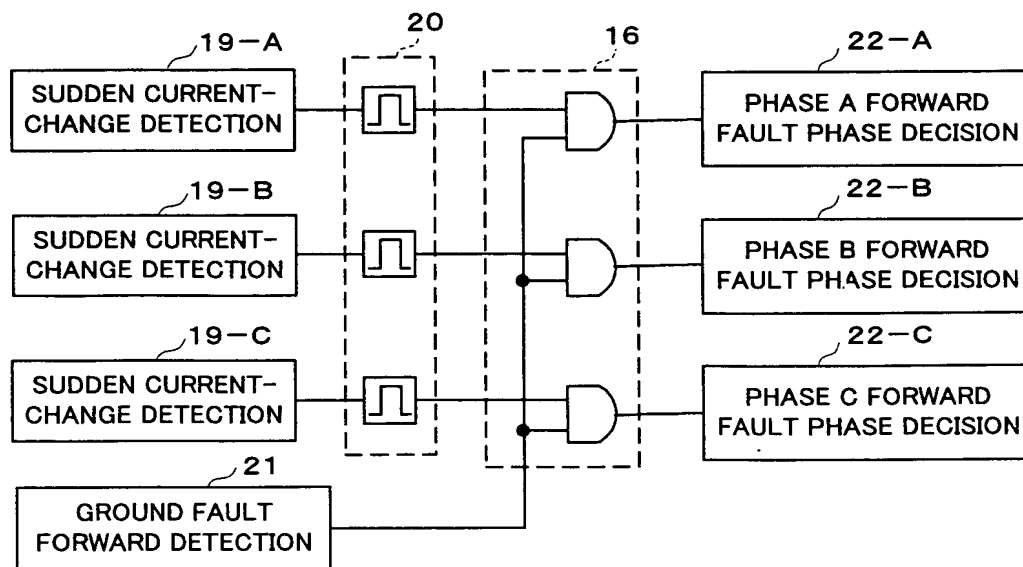 20
19-A
16
22-A
SUDDEN CURRENT-
CHANGE DETECTION
PHASE A FORWARD
FAULT PHASE DECISION
19-B
22-B
SUDDEN CURRENT-
CHANGE DETECTION
PHASE B FORWARD
FAULT PHASE DECISION
19-C
22-C
SUDDEN CURRENT-
CHANGE DETECTION
PHASE C FORWARD
FAULT PHASE DECISION
21
GROUND FAULT
FORWARD DETECTION